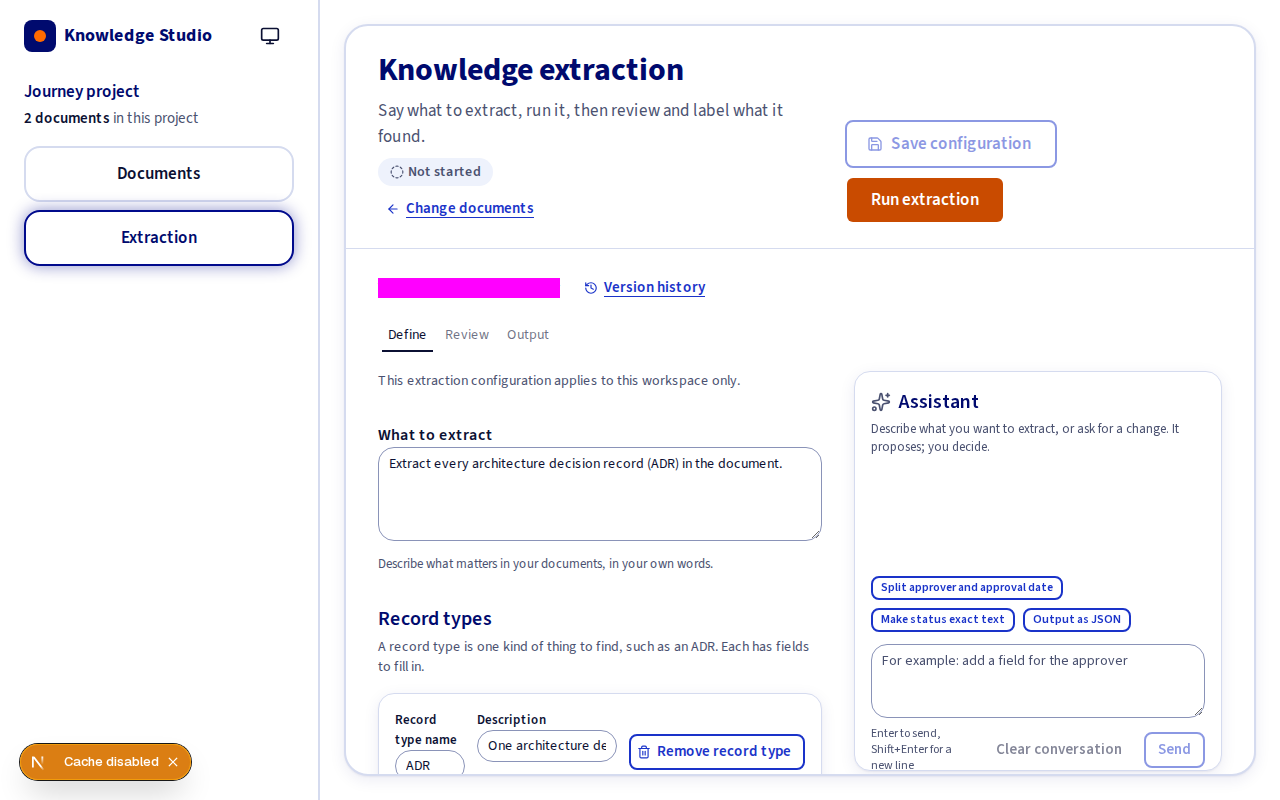 Knowledge Studio
Journey project
2 documents in this project
Documents
Extraction
Cache disabled
Knowledge extraction
Say what to extract, run it, then review and label what it
found.
Not started
Change documents
Save configuration
Run extraction
Version history
Define
Review
Output
This extraction configuration applies to this workspace only.
What to extract
Extract every architecture decision record (ADR) in the document.
Describe what matters in your documents, in your own words.
Record types
A record type is one kind of thing to find, such as an ADR. Each has fields
to fill in.
Record
type name
ADR
Description
One architecture de
Remove record type
Assistant
Describe what you want to extract, or ask for a change. It
proposes; you decide.
Split approver and approval date
Make status exact text
Output as JSON
For example: add a field for the approver
Enter to send,
Shift+Enter for a
new line
Clear conversation
Send